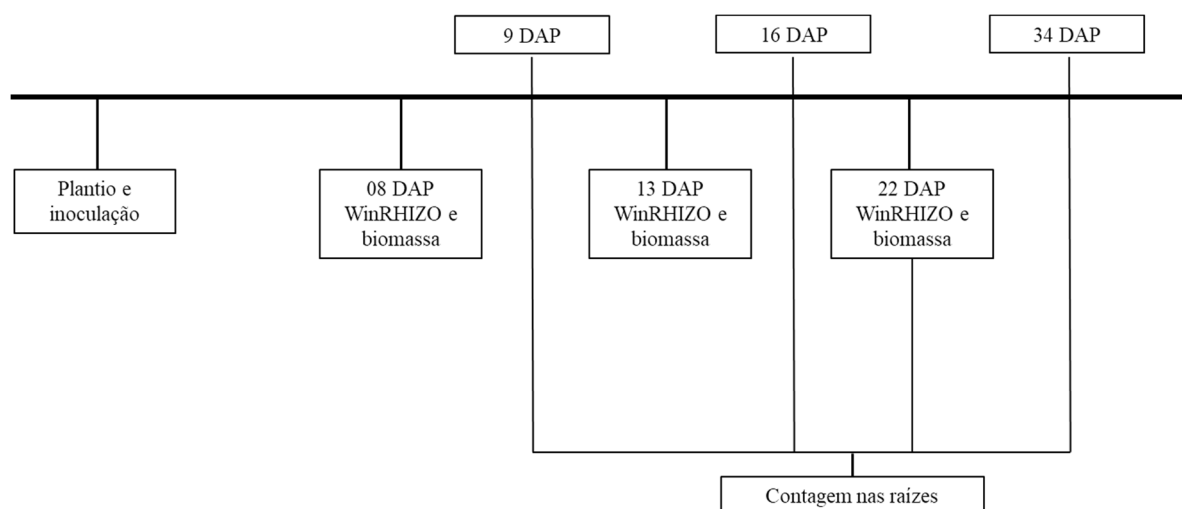 9 DAP
16 DAP
34 DAP
Plantio e
inoculação
08 DAP
WinRHIZO e
biomassa
13 DAP
WinRHIZO e
biomassa
22 DAP
WinRHIZO e
biomassa
Contagem nas raízes